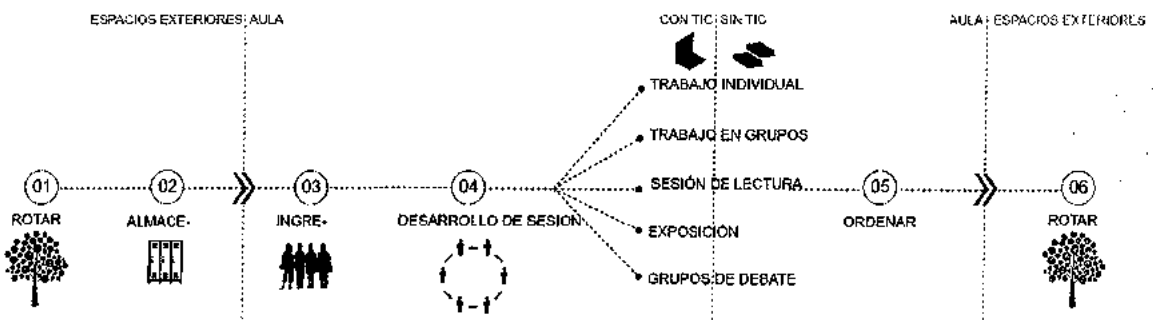 ESPACIOS EXTERIORES AULA
CON TIC SIN TIC
AULA ESPACIOS EXTERIORES
TRABAJO INDIVIDUAL
TRABAJO EN GRUPOS
01 02 03 04 SESIÓN DE LECTURA 05 06
ROTAR ALMACE- INGRE- DESARROLLO DE SESIÓN ORDENAR ROTAR
EXPOSICIÓN
GRUPOS DE DEBATE